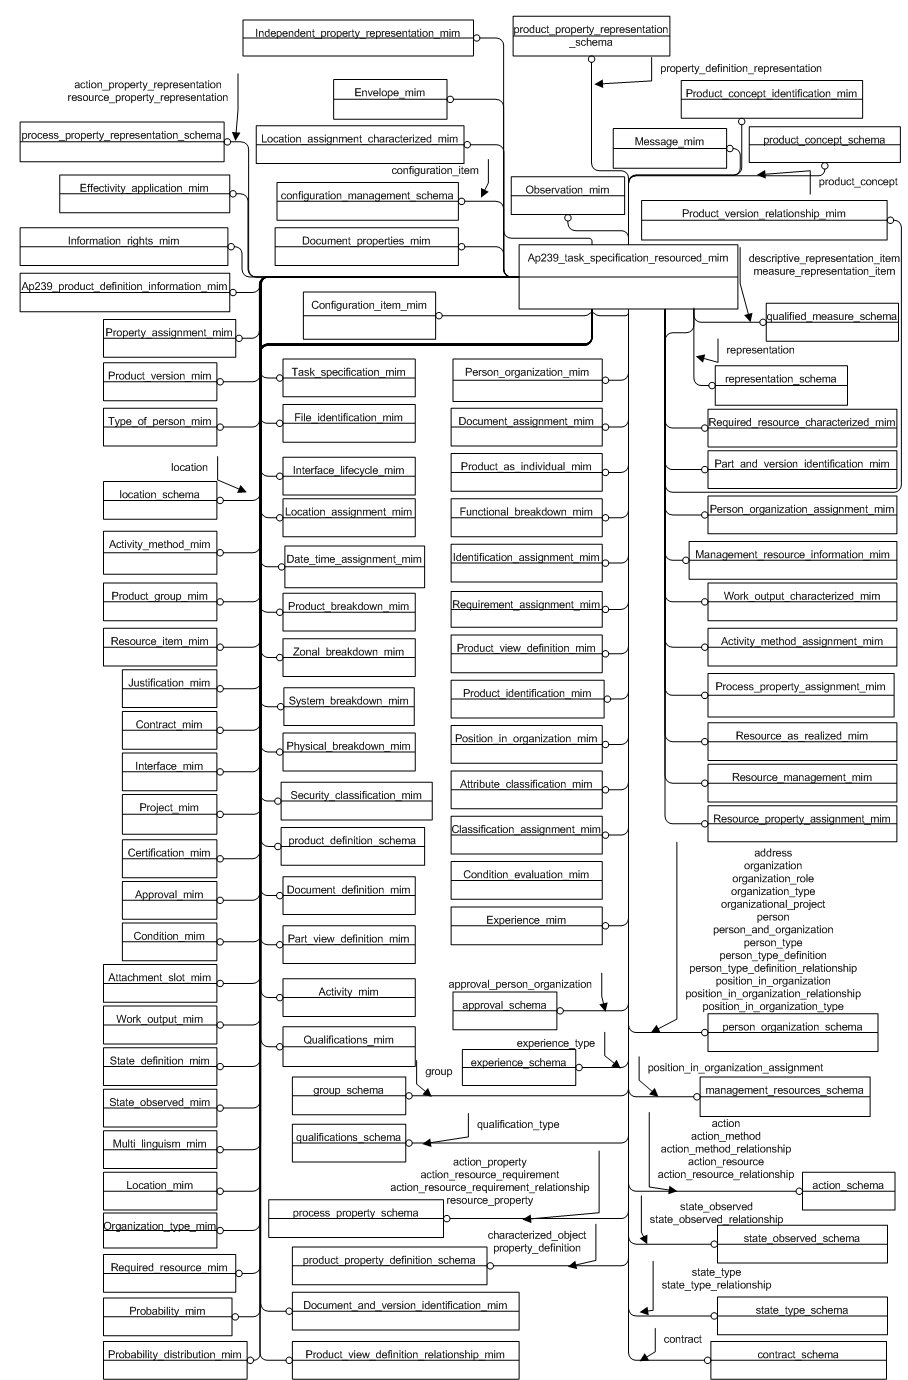 Independent_property_representation_mim
product_property_representation
_schema
property_definition_representation
action_property_representation
resource_property_representation
Envelope_mim
Product_concept_identification_mim
process_property_representation_schema
Location_assignment_characterized_mim
Message_mim
product_concept_schema
configuration_item
product_concept
Effectivity_application_mim
configuration_management_schema
Observation_mim
Product_version_relationship_mim
Information_rights_mim
Document_properties_mim
Ap239_task_specification_resourced_mim
descriptive_representation_item
measure_representation_item
Ap239_product_definition_information_mim
Configuration_item_mim
qualified_measure_schema
Property_assignment_mim
representation
Product_version_mim
Task_specification_mim
Person_organization_mim
representation_schema
Type_of_person_mim
File_identification_mim
Document_assignment_mim
Required_resource_characterized_mim
location
Interface_lifecycle_mim
Product_as_individual_mim
Part_and_version_identification_mim
location_schema
Location_assignment_mim
Functional_breakdown_mim
Person_organization_assignment_mim
Activity_method_mim
Date_time_assignment_mim
Identification_assignment_mim
Management_resource_information_mim
Product_group_mim
Product_breakdown_mim
Requirement_assignment_mim
Work_output_characterized_mim
Resource_item_mim
Zonal_breakdown_mim
Product_view_definition_mim
Activity_method_assignment_mim
Justification_mim
System_breakdown_mim
Product_identification_mim
Process_property_assignment_mim
Contract_mim
Physical_breakdown_mim
Position_in_organization_mim
Resource_as_realized_mim
Interface_mim
Security_classification_mim
Attribute_classification_mim
Resource_management_mim
Project_mim
product_definition_schema
Classification_assignment_mim
Resource_property_assignment_mim
Certification_mim
Document_definition_mim
Condition_evaluation_mim
address
organization
organization_role
organization_type
organizational_project
person
person_and_organization
person_type
person_type_definition
person_type_definition_relationship
position_in_organization
position_in_organization_relationship
position_in_organization_type
Approval_mim
Experience_mim
Condition_mim
Part_view_definition_mim
Attachment_slot_mim
Activity_mim
approval_person_organization
approval_schema
person_organization_schema
Work_output_mim
Qualifications_mim
experience_type
experience_schema
State_definition_mim
group
group_schema
position_in_organization_assignment
management_resources_schema
State_observed_mim
qualification_type
qualifications_schema
action
action_method
action_method_relationship
action_resource
action_resource_relationship
Multi_linguism_mim
action_property
action_resource_requirement
action_resource_requirement_relationship
resource_property
Location_mim
action_schema
process_property_schema
state_observed
state_observed_relationship
Organization_type_mim
characterized_object
property_definition
state_observed_schema
Required_resource_mim
product_property_definition_schema
state_type
state_type_relationship
Probability_mim
Document_and_version_identification_mim
state_type_schema
contract
Probability_distribution_mim
Product_view_definition_relationship_mim
contract_schema